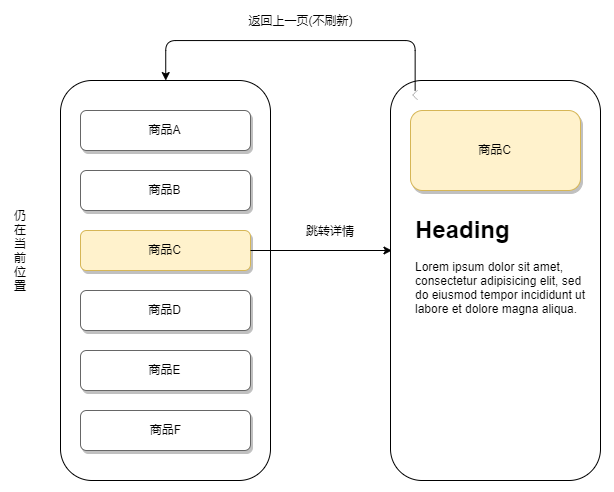 返回上一页(不刷新)
商品A
商品B
仍
在
当
前
位
置
商品C
商品D
商品E
商品F
跳转详情
商品C
Heading
Lorem ipsum dolor sit amet,
consectetur adipisicing elit, sed
do eiusmod tempor incididunt ut
labore et dolore magna aliqua.